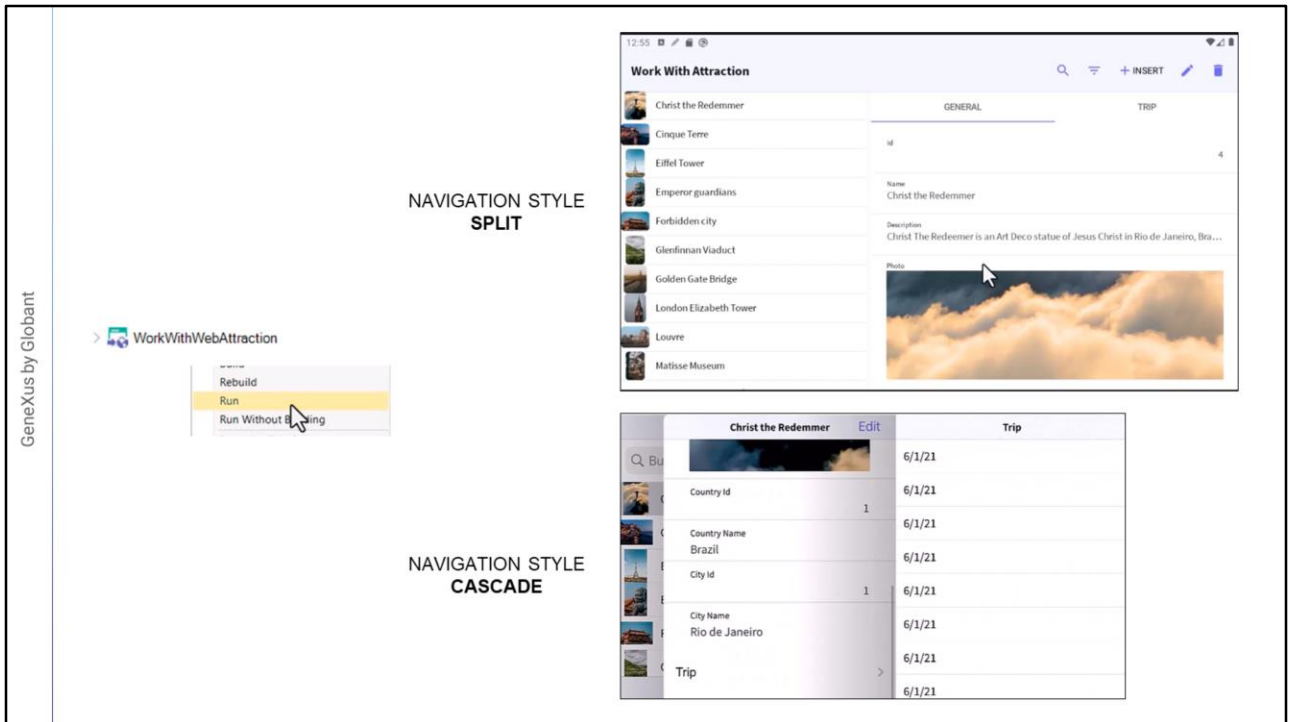 GeneXus by Globant
WorkWithWebAttraction
Rebuild
Run
Run Without
NAVIGATION STYLE
SPLIT
12:55
Work With Attraction
+ INSERT
Christ the Redemmer
Cinque Terre
Eiffel Tower
Emperor guardians
Forbidden city
Glenfinnan Viaduct
Golden Gate Bridge
London Elizabeth Tower
Louvre
Matisse Museum
GENERAL
TRIP
Id
4
Name
Christ the Redemmer
Description
Christ The Redeemer is an Art Deco statue of Jesus Christ in Rio de Janeiro, Bra...
Photo
NAVIGATION STYLE
CASCADE
Bu
Christ the Redemmer
Edit
Country Id
1
Country Name
Brazil
City Id
1
City Name
Rio de Janeiro
Trip
Trip
6/1/21
6/1/21
6/1/21
6/1/21
6/1/21
6/1/21
6/1/21
6/1/21